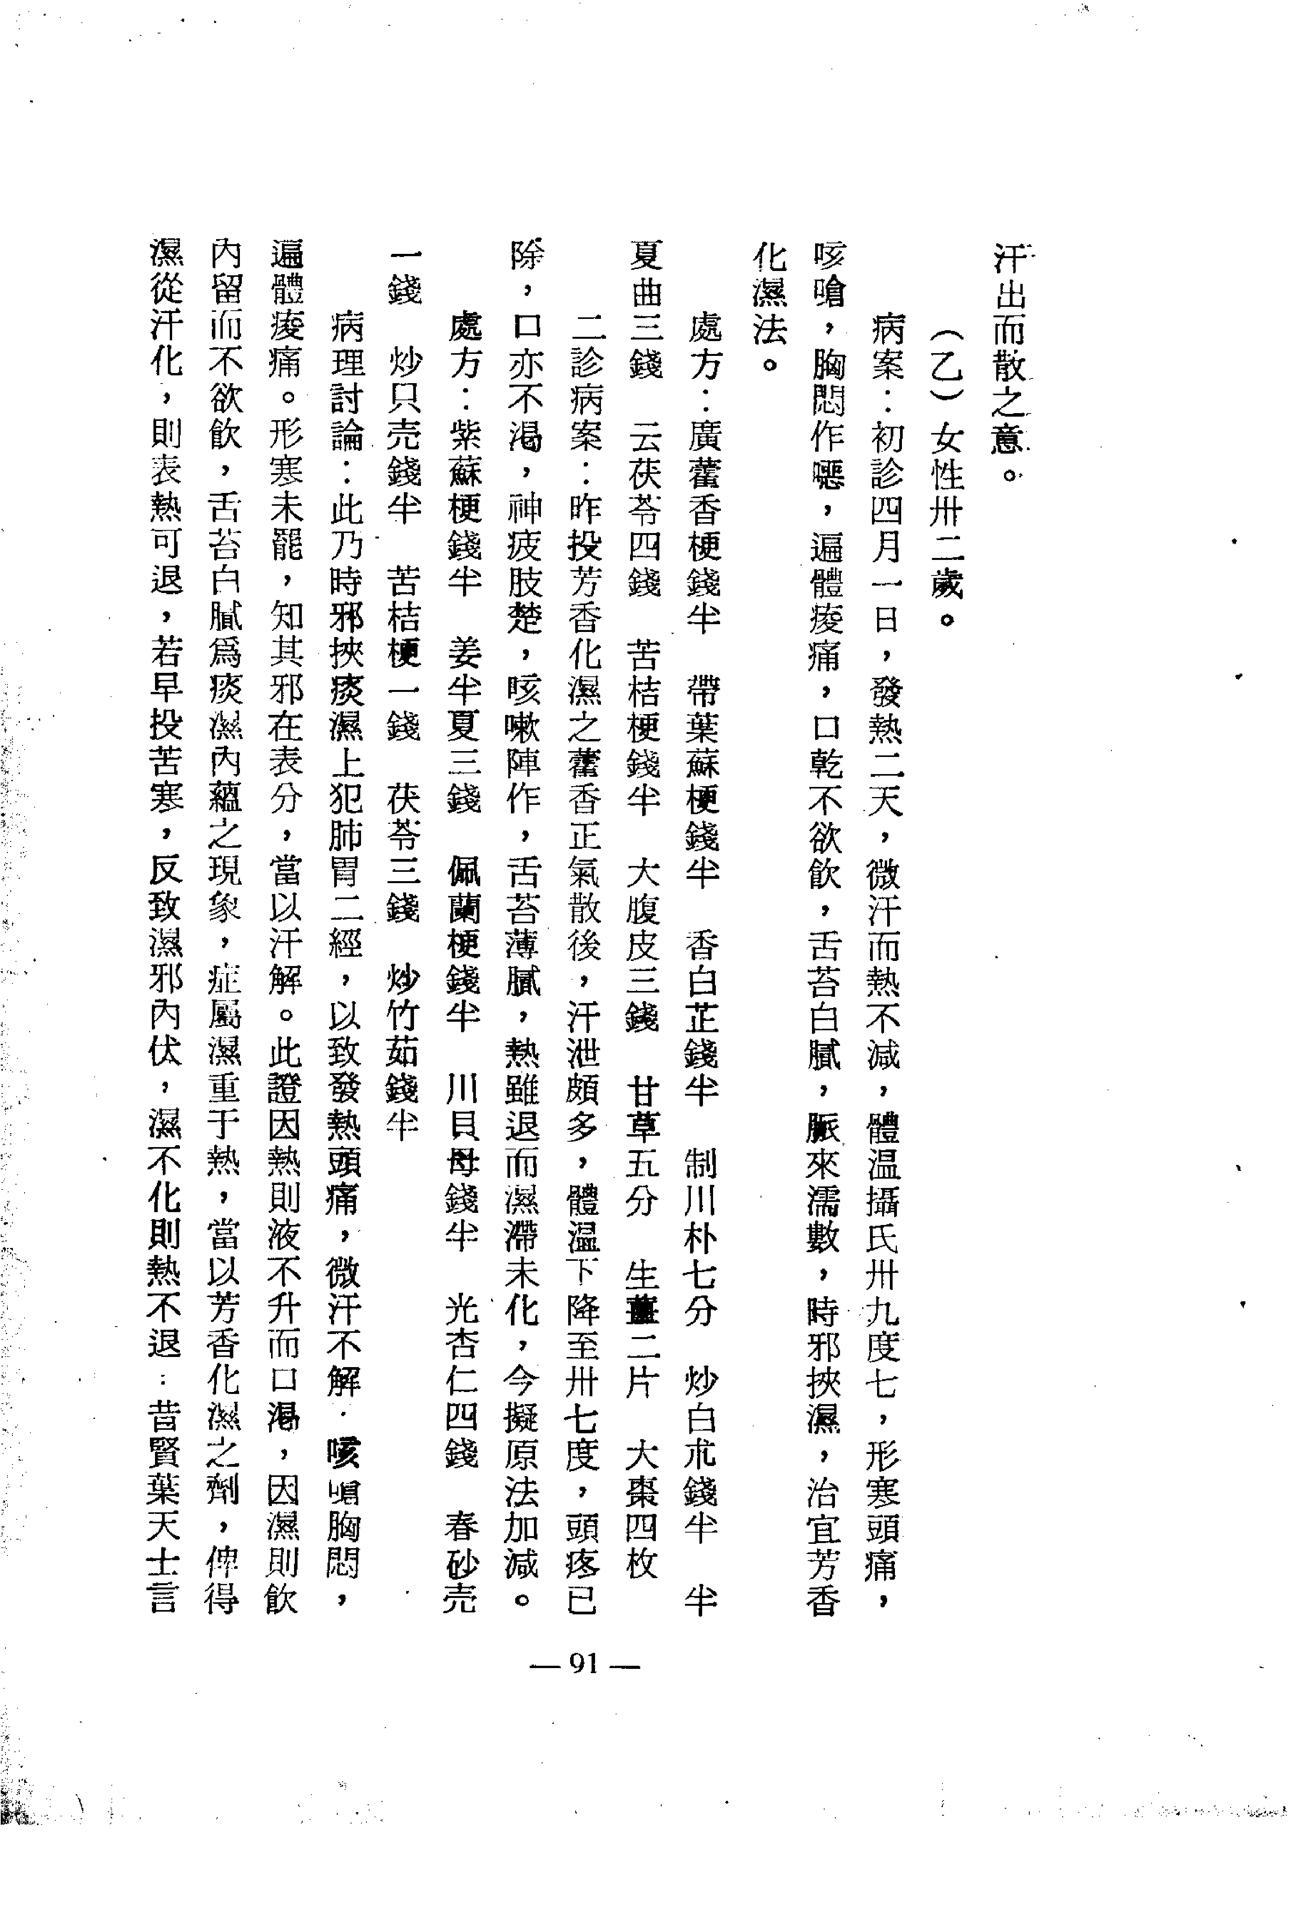 汗出而散之意。
（乙）女性卅二歲。
病案：初診四月一日，發熱二天，微汗而熱不減，體温攝氏卅九度七，形寒頭痛，
咳嗆，胸悶作噁，遍體痠痛，口乾不欲飲，舌苔白膩，脈來濡數，時邪挾濕，治宜芳香
化濕法。
處方：廣藿香梗錢半　帶葉蘇梗錢半　香白芷錢半　制川朴七分　炒白朮錢半　半
夏曲三錢　云茯苓四錢　苦桔梗錢半　大腹皮三錢　甘草五分　生薑二片　大棗四枚
二診病案：昨投芳香化濕之藿香正氣散後，汗泄頗多，體温下降至卅七度，頭疼已
除，口亦不渴，神疲肢楚，咳嗽陣作，舌苔薄膩，熱雖退而濕滯未化，今擬原法加減。
處方：紫蘇梗錢半　姜半夏三錢　佩蘭梗錢半　川貝母錢半　光杏仁四錢　春砂壳
一錢　炒只壳錢半　苦桔梗一錢　茯苓三錢　炒竹茹錢半
病理討論：此乃時邪挾痰濕上犯肺胃二經，以致發熱頭痛，微汗不解．咳嗆胸悶，
遍體痠痛。形寒未罷，知其邪在表分，當以汗解。此證因熱則液不升而口渴，因濕則飲
內留而不欲飲，舌苔白膩爲痰濕內蘊之現象，症屬濕重于熱，當以芳香化濕之劑，俾得
濕從汗化，則表熱可退，若早投苦寒，反致濕邪內伏，濕不化則熱不退：昔賢葉天士言
— 91 —